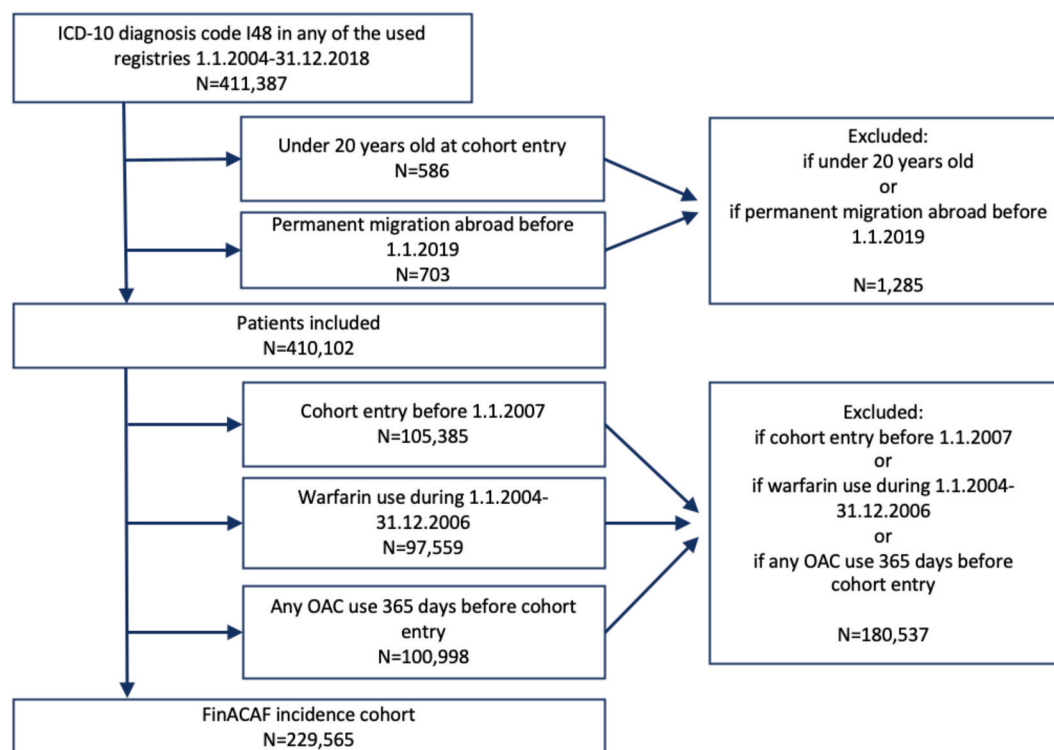 ICD-10 diagnosis code I48 in any of the used
registries 1.1.2004-31.12.2018
N=411,387
Under 20 years old at cohort entry
N=586
Permanent migration abroad before
1.1.2019
N=703
Excluded:
if under 20 years old
or
if permanent migration abroad before
1.1.2019
N=1,285
Patients included
N=410,102
Cohort entry before 1.1.2007
N=105,385
Warfarin use during 1.1.2004-
31.12.2006
N=97,559
Any OAC use 365 days before cohort
entry
N=100,998
Excluded:
if cohort entry before 1.1.2007
or
if warfarin use during 1.1.2004-
31.12.2006
or
if any OAC use 365 days before
cohort entry
N=180,537
FinACAF incidence cohort
N=229,565